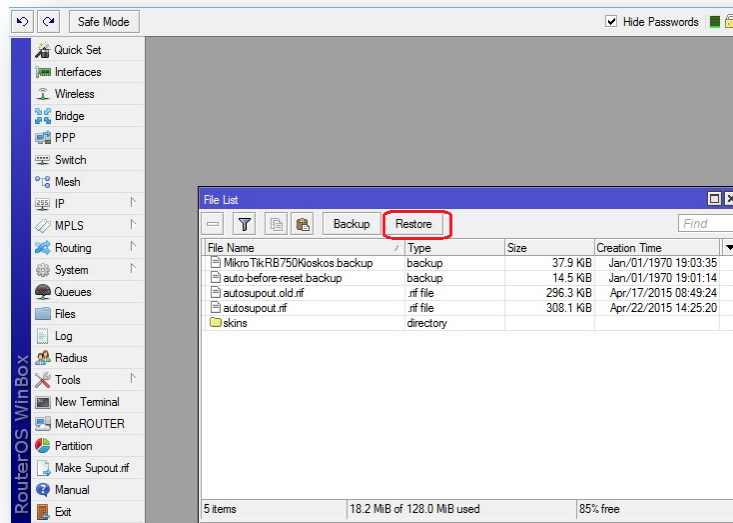 Safe Mode
Hide Passwords
Quick Set
Interfaces
Wireless
Bridge
PPP
Switch
Mesh
IP
MPLS
Routing
System
Queues
Files
Log
Radius
Tools
New Terminal
MetaROUTER
Partition
Make Supout.rif
Manual
Exit
RouterOS WinBox
File List
Backup
Restore
Find
File Name Type Size Creation Time
MikroTikRB750Kioskos.backup backup 37.9 KiB Jan/01/1970 19:03:35
auto-before-reset.backup backup 14.5 KiB Jan/01/1970 19:01:14
autosupout.old.rif .rif file 296.3 KiB Apr/17/2015 08:49:24
autosupout.rif .rif file 308.1 KiB Apr/22/2015 14:25:20
skins directory
5 items 18.2 MiB of 128.0 MiB used 85% free